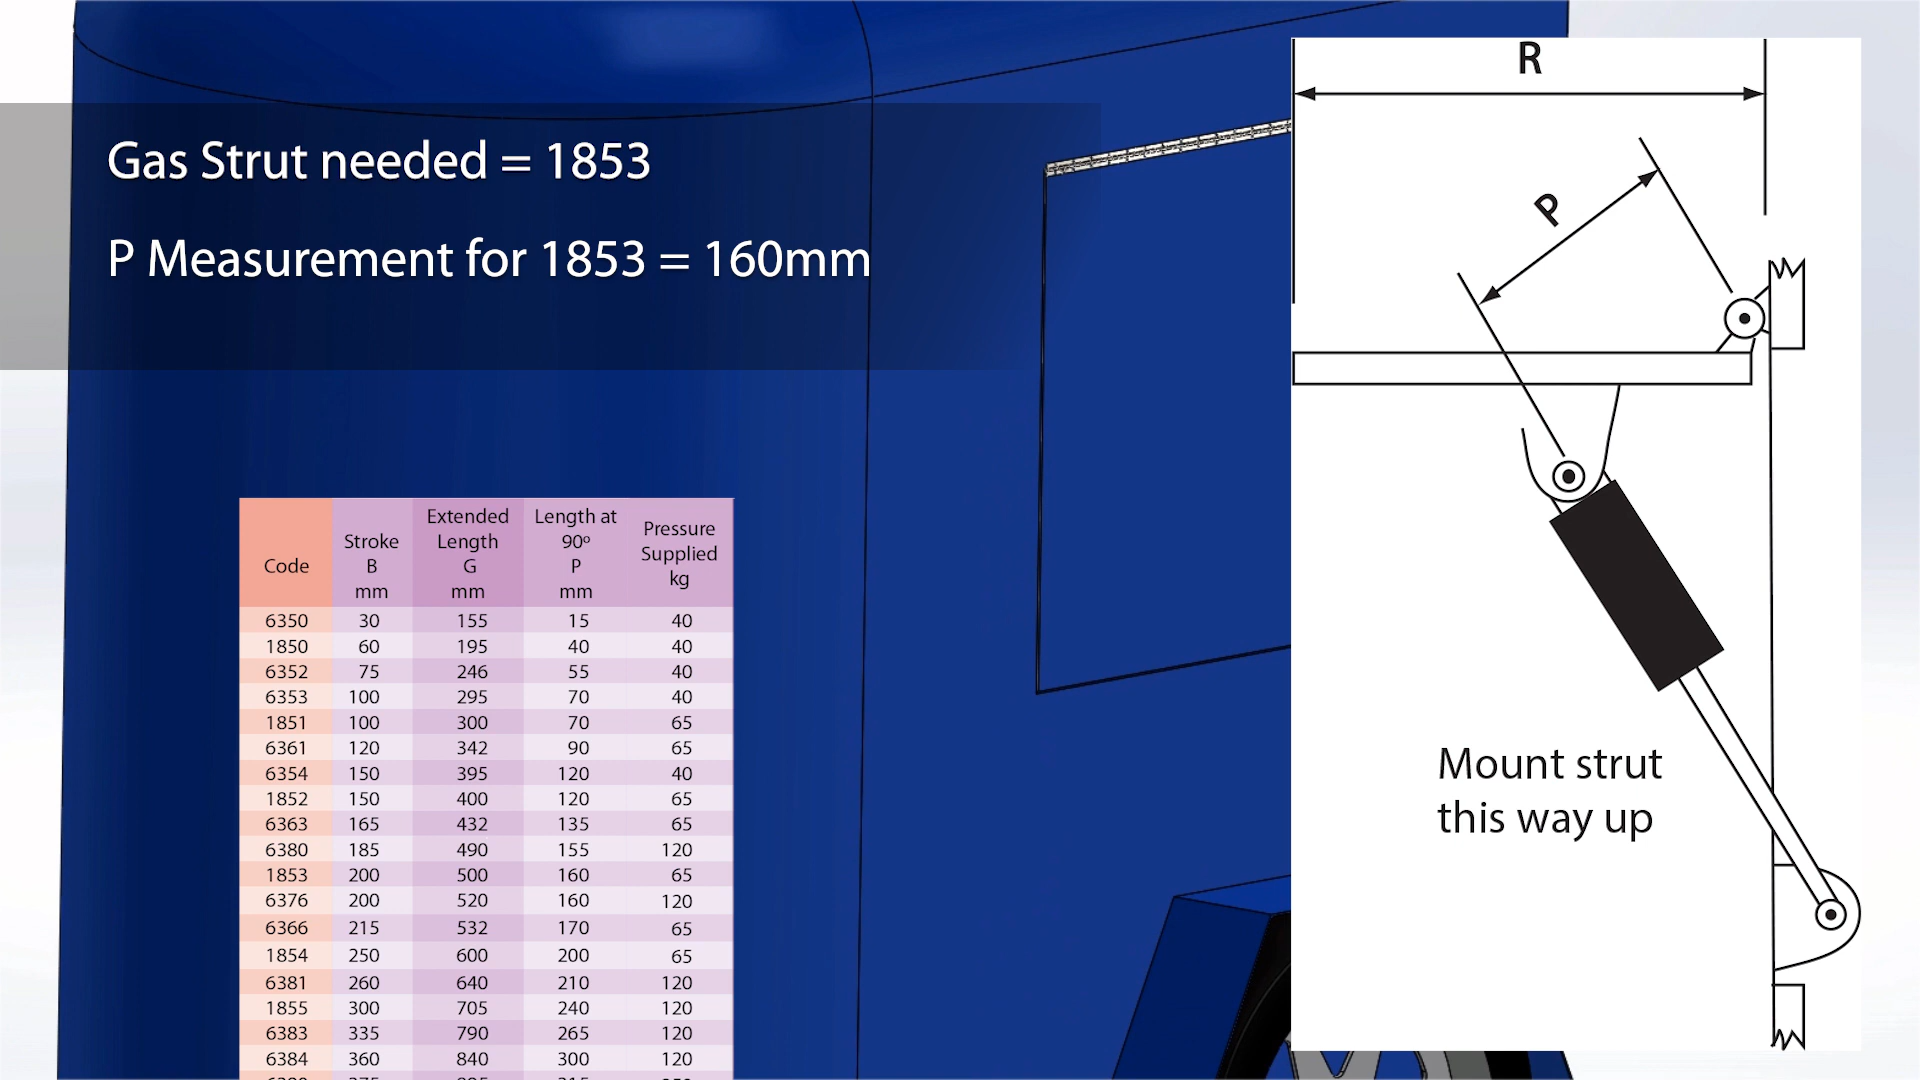 Gas Strut needed = 1853
P Measurement for 1853 = 160mm
Code Stroke B mm Extended Length G mm Length at 90º P mm Pressure Supplied kg
6350 30 155 15 40
1850 60 195 40 40
6352 75 246 55 40
6353 100 295 70 40
1851 100 300 70 65
6361 120 342 90 65
6354 150 395 120 40
1852 150 400 120 65
6363 165 432 135 65
6380 185 490 155 120
1853 200 500 160 65
6376 200 520 160 120
6366 215 532 170 65
1854 250 600 200 65
6381 260 640 210 120
1855 300 705 240 120
6383 335 790 265 120
6384 360 840 300 120
R
P
Mount strut
this way up